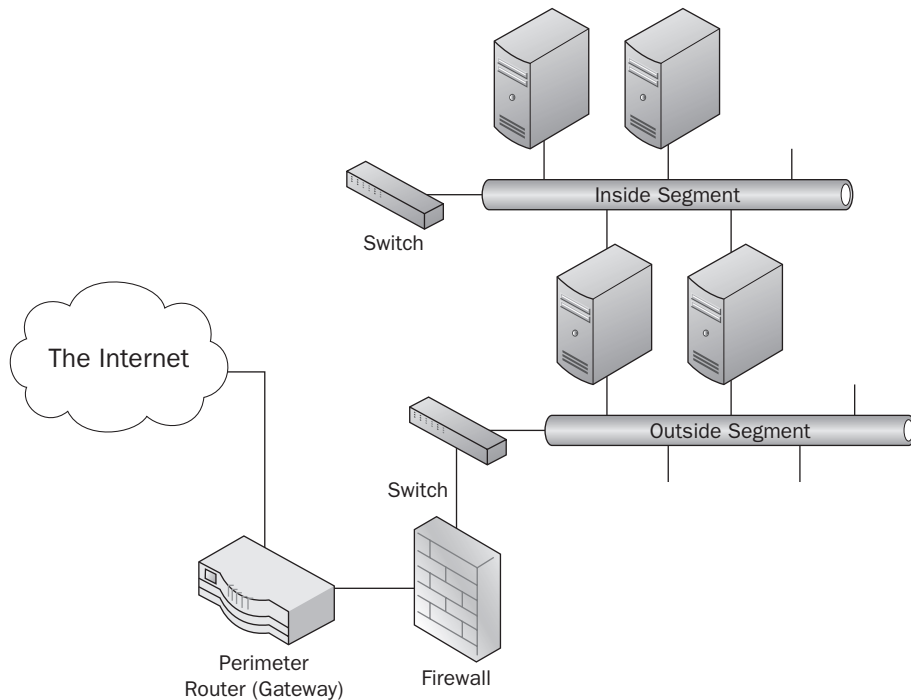 Inside Segment
Switch
The Internet
Outside Segment
Switch
Perimeter
Router (Gateway)
Firewall